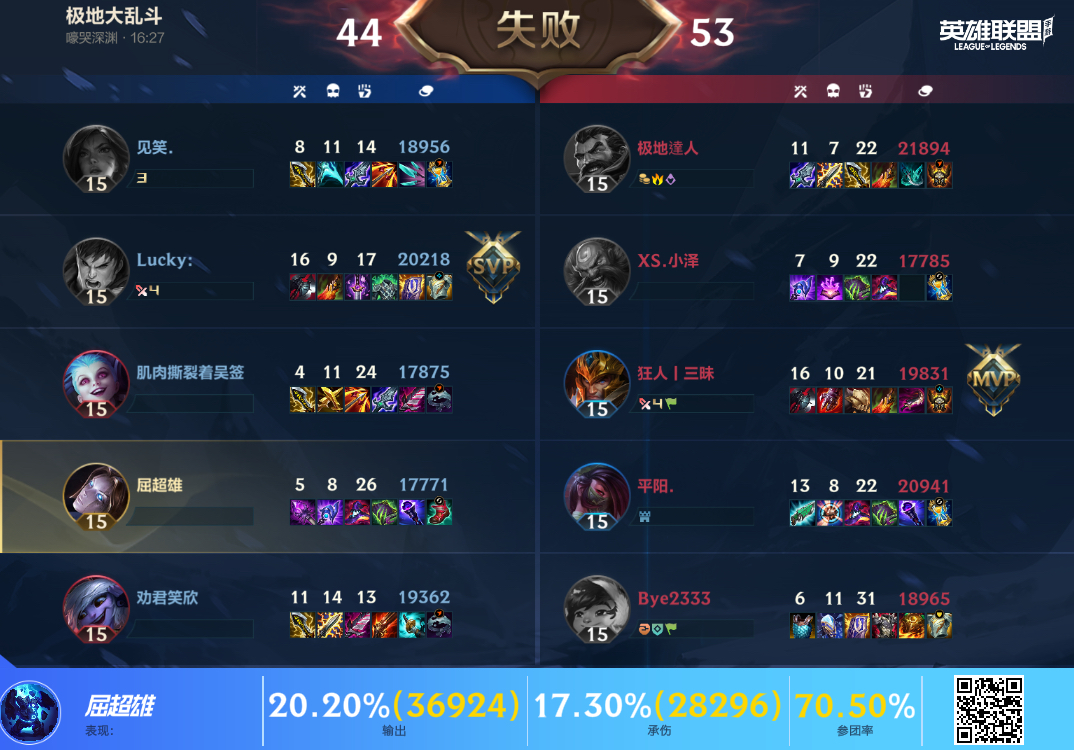 极地大乱斗
嚎哭深渊 · 16:27
44
失败
53
英雄联盟手游
LEAGUE OF LEGENDS
见笑.
8 11 14 18956
15
3
极地達人
11 7 22 21894
15
Lucky:
16 9 17 20218
SVP
15
4
XS.小泽
7 9 22 17785
15
肌肉撕裂着吴签
4 11 24 17875
15
狂人丨三昧
16 10 21 19831
MVP
15
4
屈超雄
5 8 26 17771
15
平阳.
13 8 22 20941
15
劝君笑欣
11 14 13 19362
15
Bye2333
6 11 31 18965
15
屈超雄
表现:
20.20%(36924)
输出
17.30%(28296)
承伤
70.50%
参团率